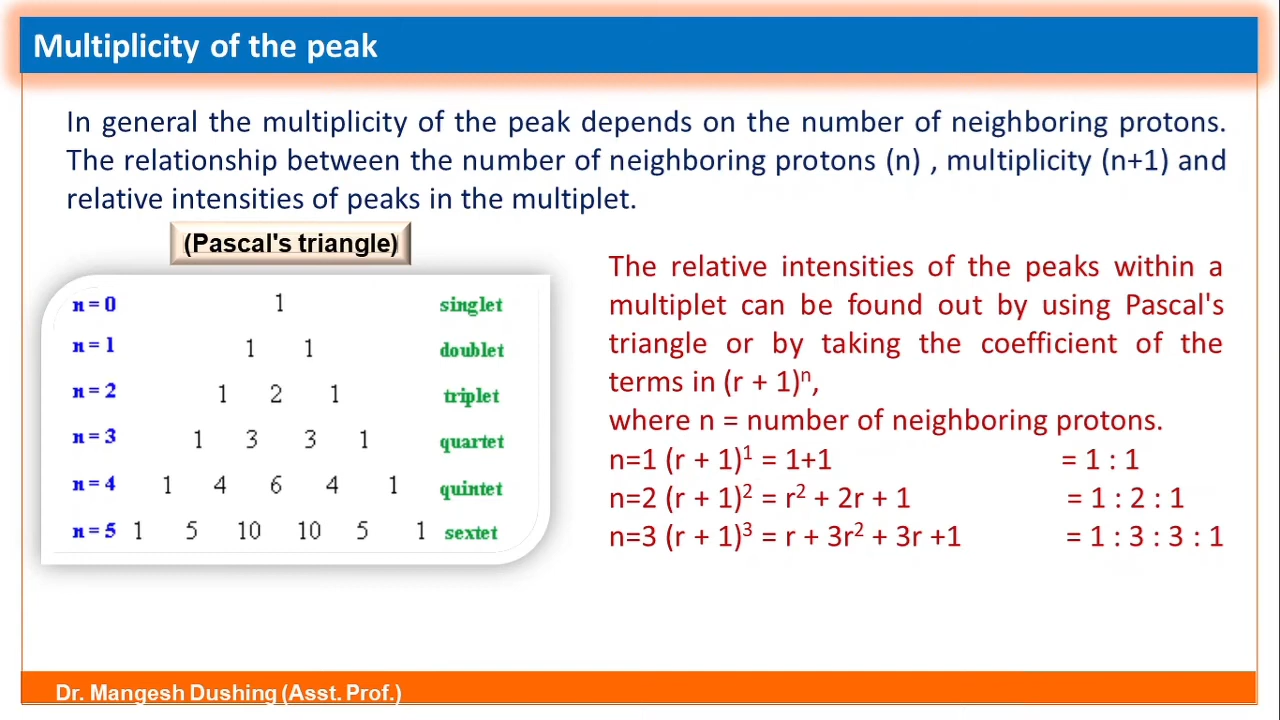 Multiplicity of the peak
In general the multiplicity of the peak depends on the number of neighboring protons.
The relationship between the number of neighboring protons (n) , multiplicity (n+1) and
relative intensities of peaks in the multiplet.
(Pascal's triangle)
n = 0 1 singlet
n = 1 1 1 doublet
n = 2 1 2 1 triplet
n = 3 1 3 3 1 quartet
n = 4 1 4 6 4 1 quintet
n = 5 1 5 10 10 5 1 sextet
The relative intensities of the peaks within a
multiplet can be found out by using Pascal's
triangle or by taking the coefficient of the
terms in (r + 1)ⁿ,
where n = number of neighboring protons.
n=1 (r + 1)¹ = 1+1 = 1 : 1
n=2 (r + 1)² = r² + 2r + 1 = 1 : 2 : 1
n=3 (r + 1)³ = r + 3r² + 3r +1 = 1 : 3 : 3 : 1
Dr. Mangesh Dushing (Asst. Prof.)